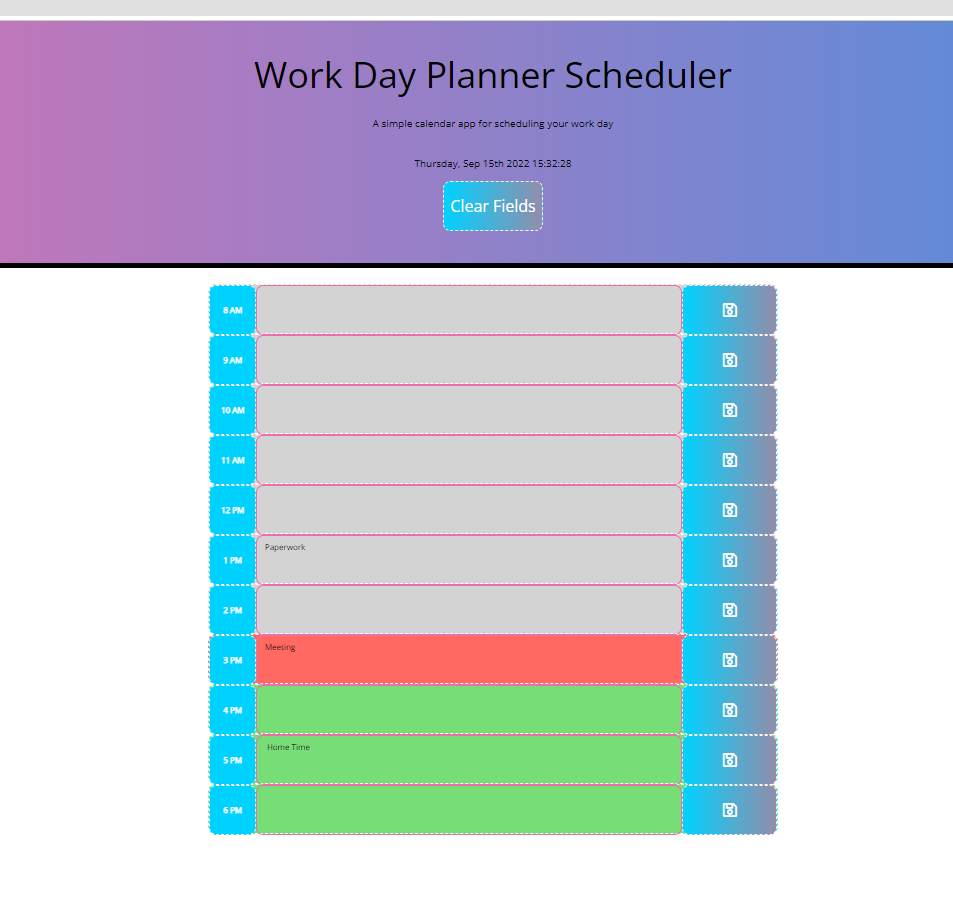 Work Day Planner Scheduler
A simple calendar app for scheduling your work day
Thursday, Sep 15th 2022 15:32:28
Clear Fields
8 AM
9 AM
10 AM
11 AM
12 PM
1 PM Paperwork
2 PM
3 PM Meeting
4 PM
5 PM Home Time
6 PM